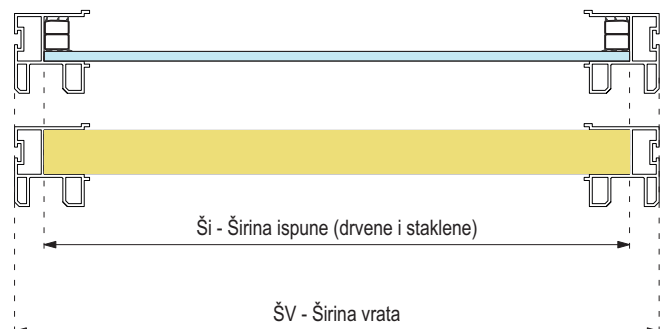 Ši - Širina ispune (drvene i staklene)
ŠV - Širina vrata